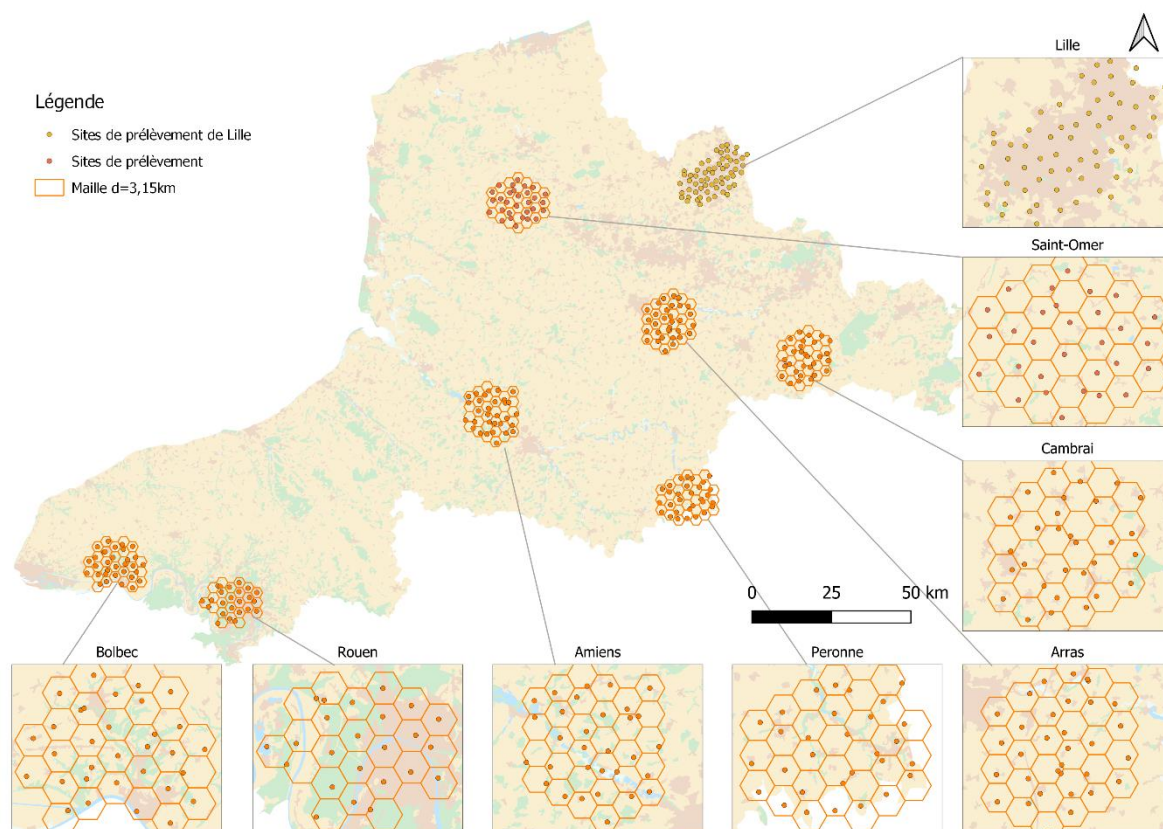 Lille
Légende
Sites de prélèvement de Lille
Sites de prélèvement
Maille d=3,15km
Saint-Omer
Cambrai
0 25 50 km
Bolbec
Rouen
Amiens
Peronne
Arras